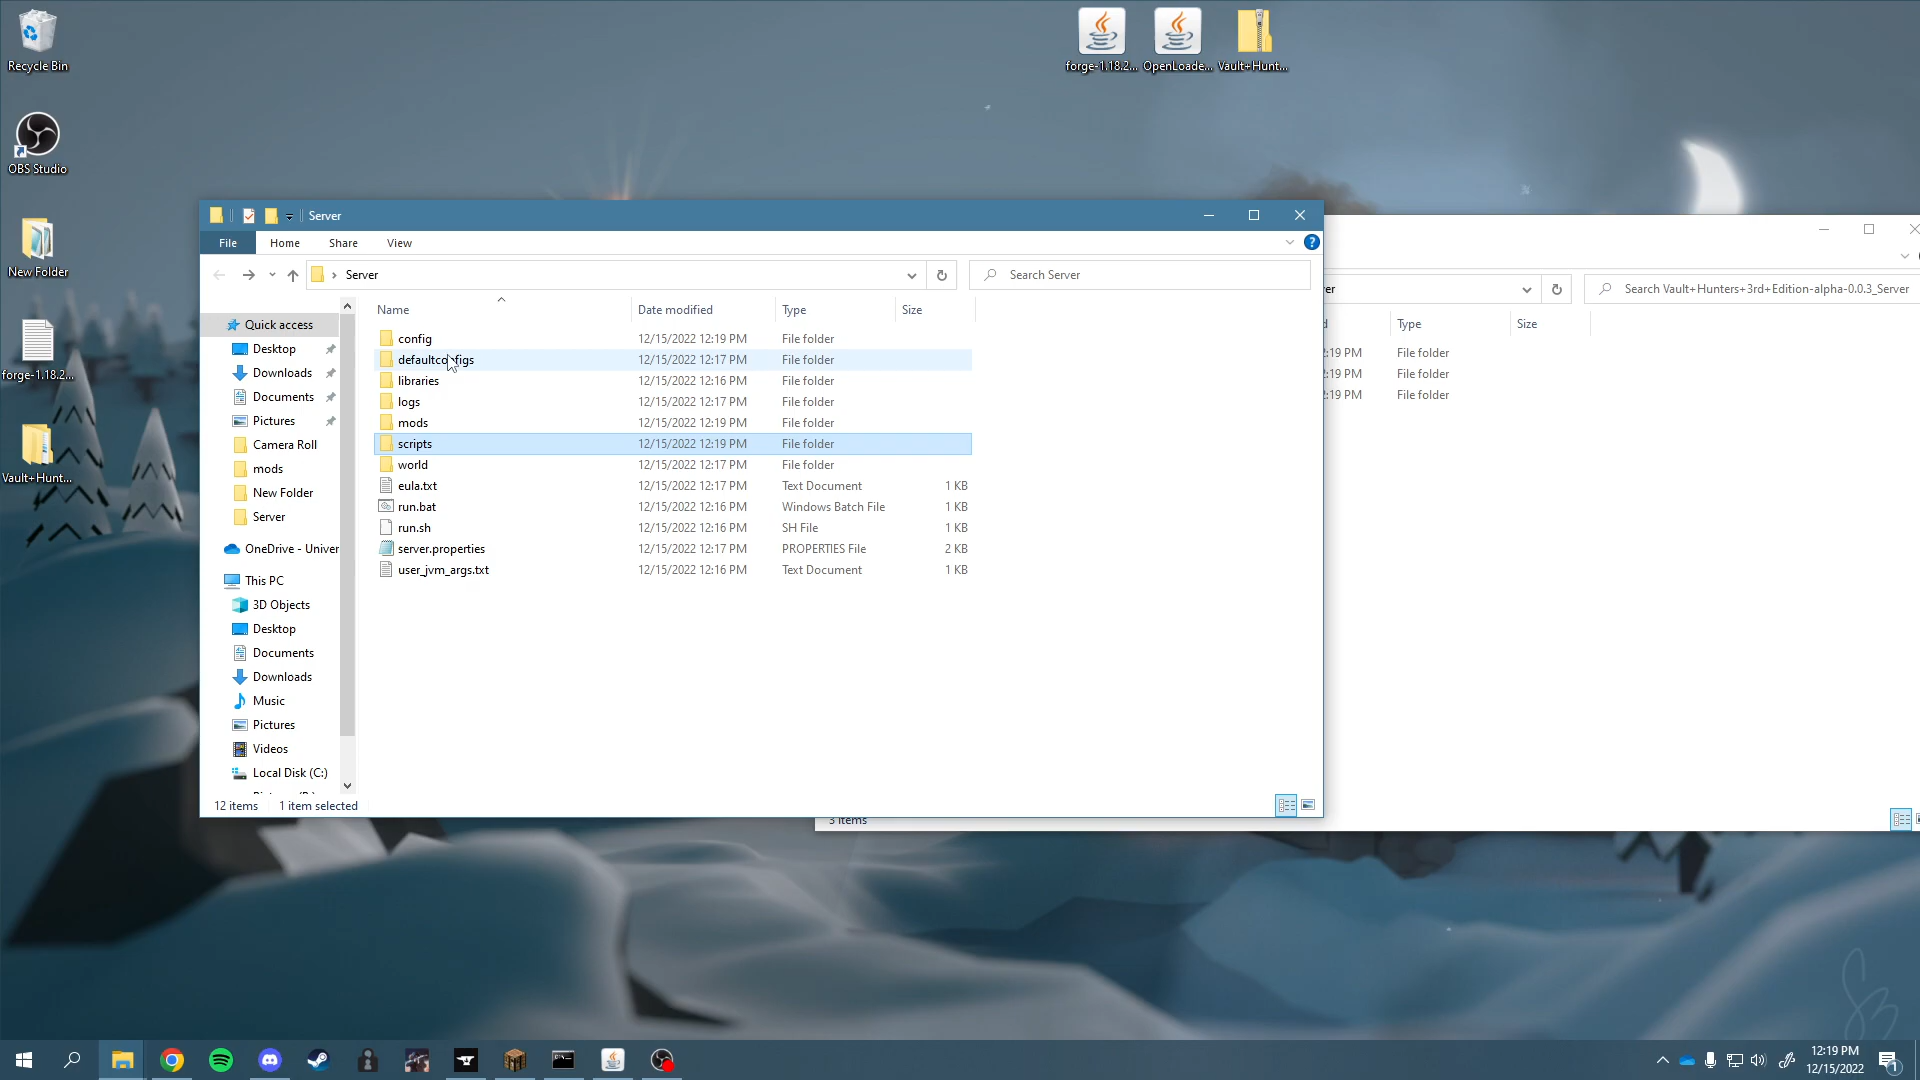 Recycle Bin
OBS Studio
New Folder
forge-1.18.2...
Vault+Hunt...
forge-1.18.2...
OpenLoade...
Vault+Hunt...
Server
File
Home
Share
View
Server
Search Server
Name
Date modified
Type
Size
config 12/15/2022 12:19 PM File folder
defaultconfigs 12/15/2022 12:17 PM File folder
libraries 12/15/2022 12:16 PM File folder
logs 12/15/2022 12:17 PM File folder
mods 12/15/2022 12:19 PM File folder
scripts 12/15/2022 12:19 PM File folder
world 12/15/2022 12:17 PM File folder
eula.txt 12/15/2022 12:17 PM Text Document 1 KB
run.bat 12/15/2022 12:16 PM Windows Batch File 1 KB
run.sh 12/15/2022 12:16 PM SH File 1 KB
server.properties 12/15/2022 12:17 PM PROPERTIES File 2 KB
user_jvm_args.txt 12/15/2022 12:16 PM Text Document 1 KB
Quick access
Desktop
Downloads
Documents
Pictures
Camera Roll
mods
New Folder
Server
OneDrive - Univer
This PC
3D Objects
Desktop
Documents
Downloads
Music
Pictures
Videos
Local Disk (C:)
12 items
1 item selected
er
Search Vault+Hunters+3rd+Edition-alpha-0.0.3_Server
d
Type
Size
:19 PM File folder
:19 PM File folder
:19 PM File folder
3 items
12:19 PM
12/15/2022
1